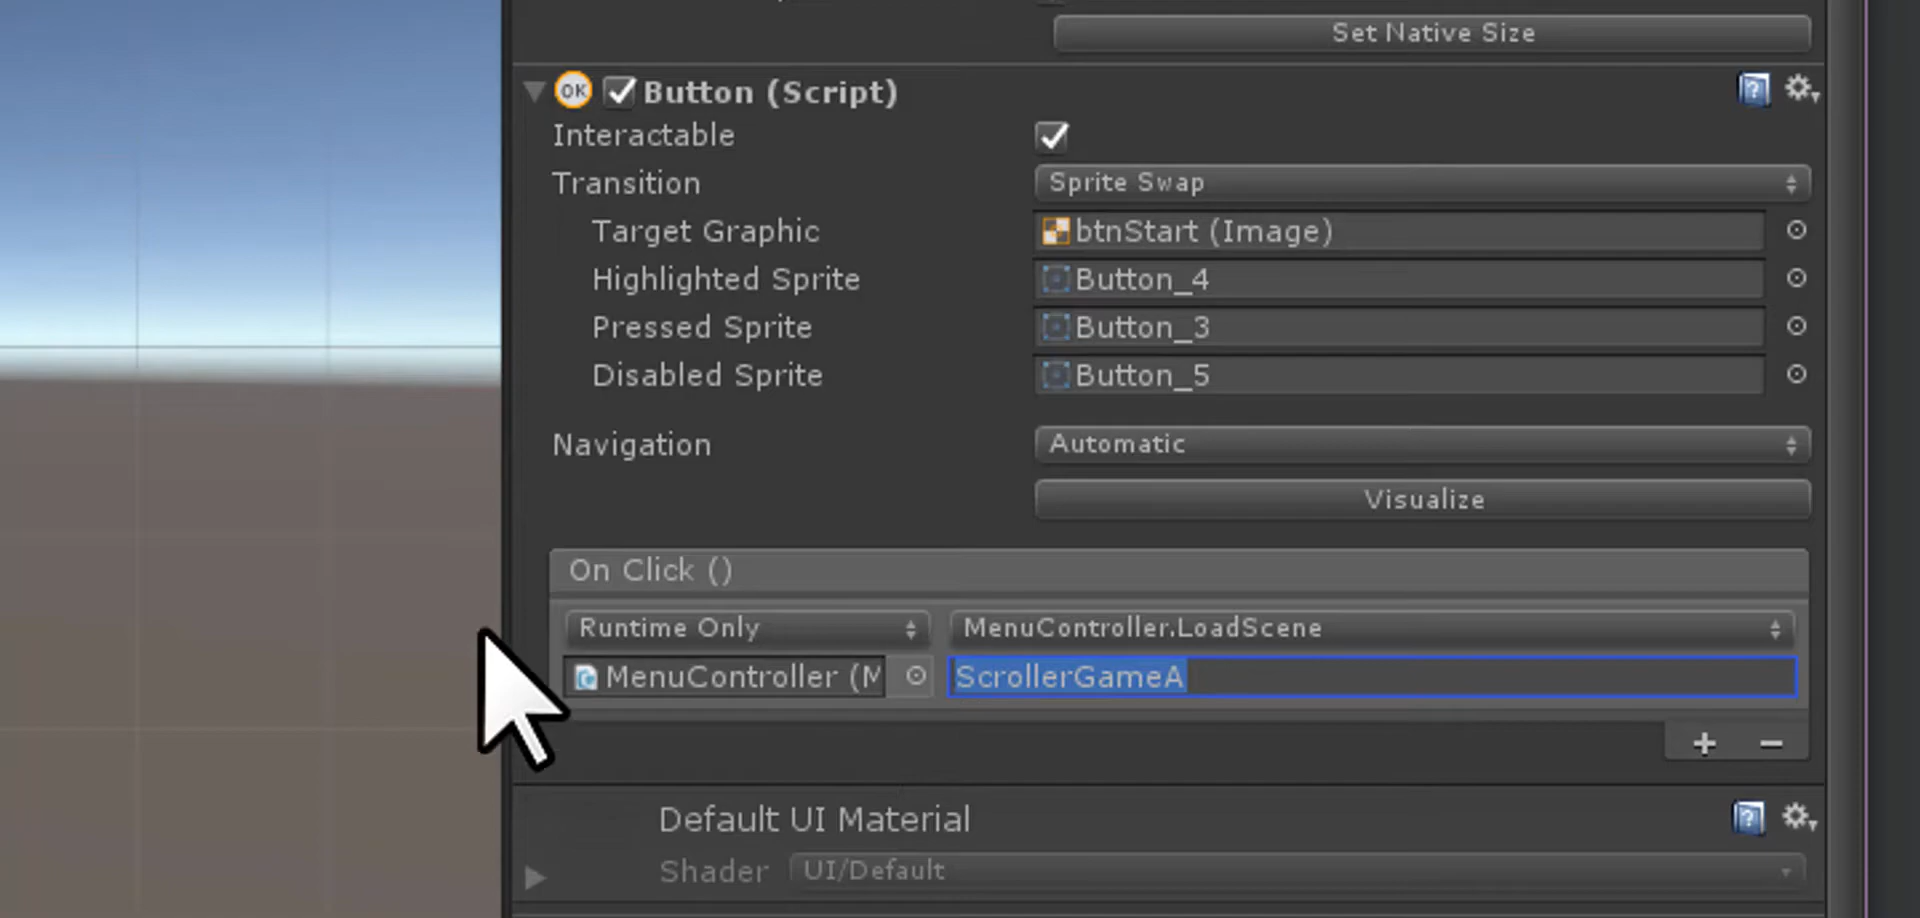 Set Native Size
OK Button (Script) ?
Interactable
Transition Sprite Swap
Target Graphic btnStart (Image)
Highlighted Sprite Button_4
Pressed Sprite Button_3
Disabled Sprite Button_5
Navigation Automatic
Visualize
On Click ()
Runtime Only MenuController.LoadScene
MenuController (M ScrollerGameA
+ −
Default UI Material ?
Shader UI/Default